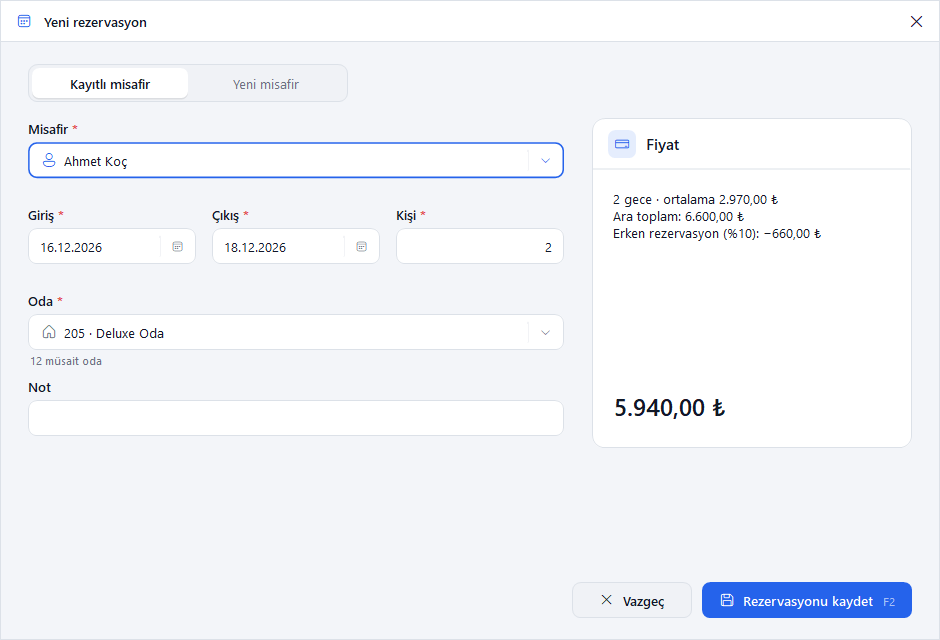 Yeni rezervasyon
Kayıtlı misafir
Yeni misafir
Misafir *
Ahmet Koç
Giriş *
Çıkış *
Kişi *
16.12.2026
18.12.2026
2
Oda *
205 · Deluxe Oda
12 müsait oda
Not
Fiyat
2 gece · ortalama 2.970,00 ₺
Ara toplam: 6.600,00 ₺
Erken rezervasyon (%10): −660,00 ₺
5.940,00 ₺
Vazgeç
Rezervasyonu kaydet F2